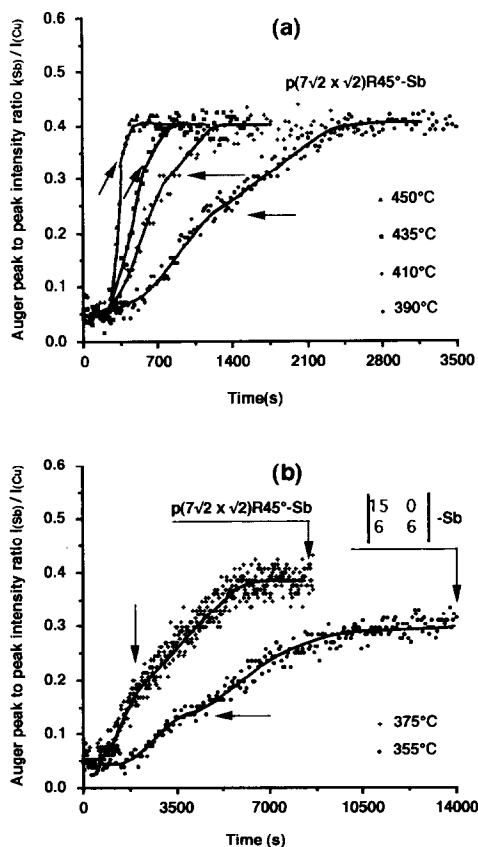 (a)
Auger peak to peak intensity ratio I(Sb) / I(Cu)
0.6
0.5
0.4
0.3
0.2
0.1
0.0
p(7√2 x √2)R45°-Sb
450°C
435°C
410°C
390°C
0 700 1400 2100 2800 3500
Time(s)
(b)
Auger peak to peak intensity ratio I(Sb) / I(Cu)
0.6
0.5
0.4
0.3
0.2
0.1
0.0
p(7√2 x √2)R45°-Sb
15 0
6 6
-Sb
375°C
355°C
0 3500 7000 10500 14000
Time (s)